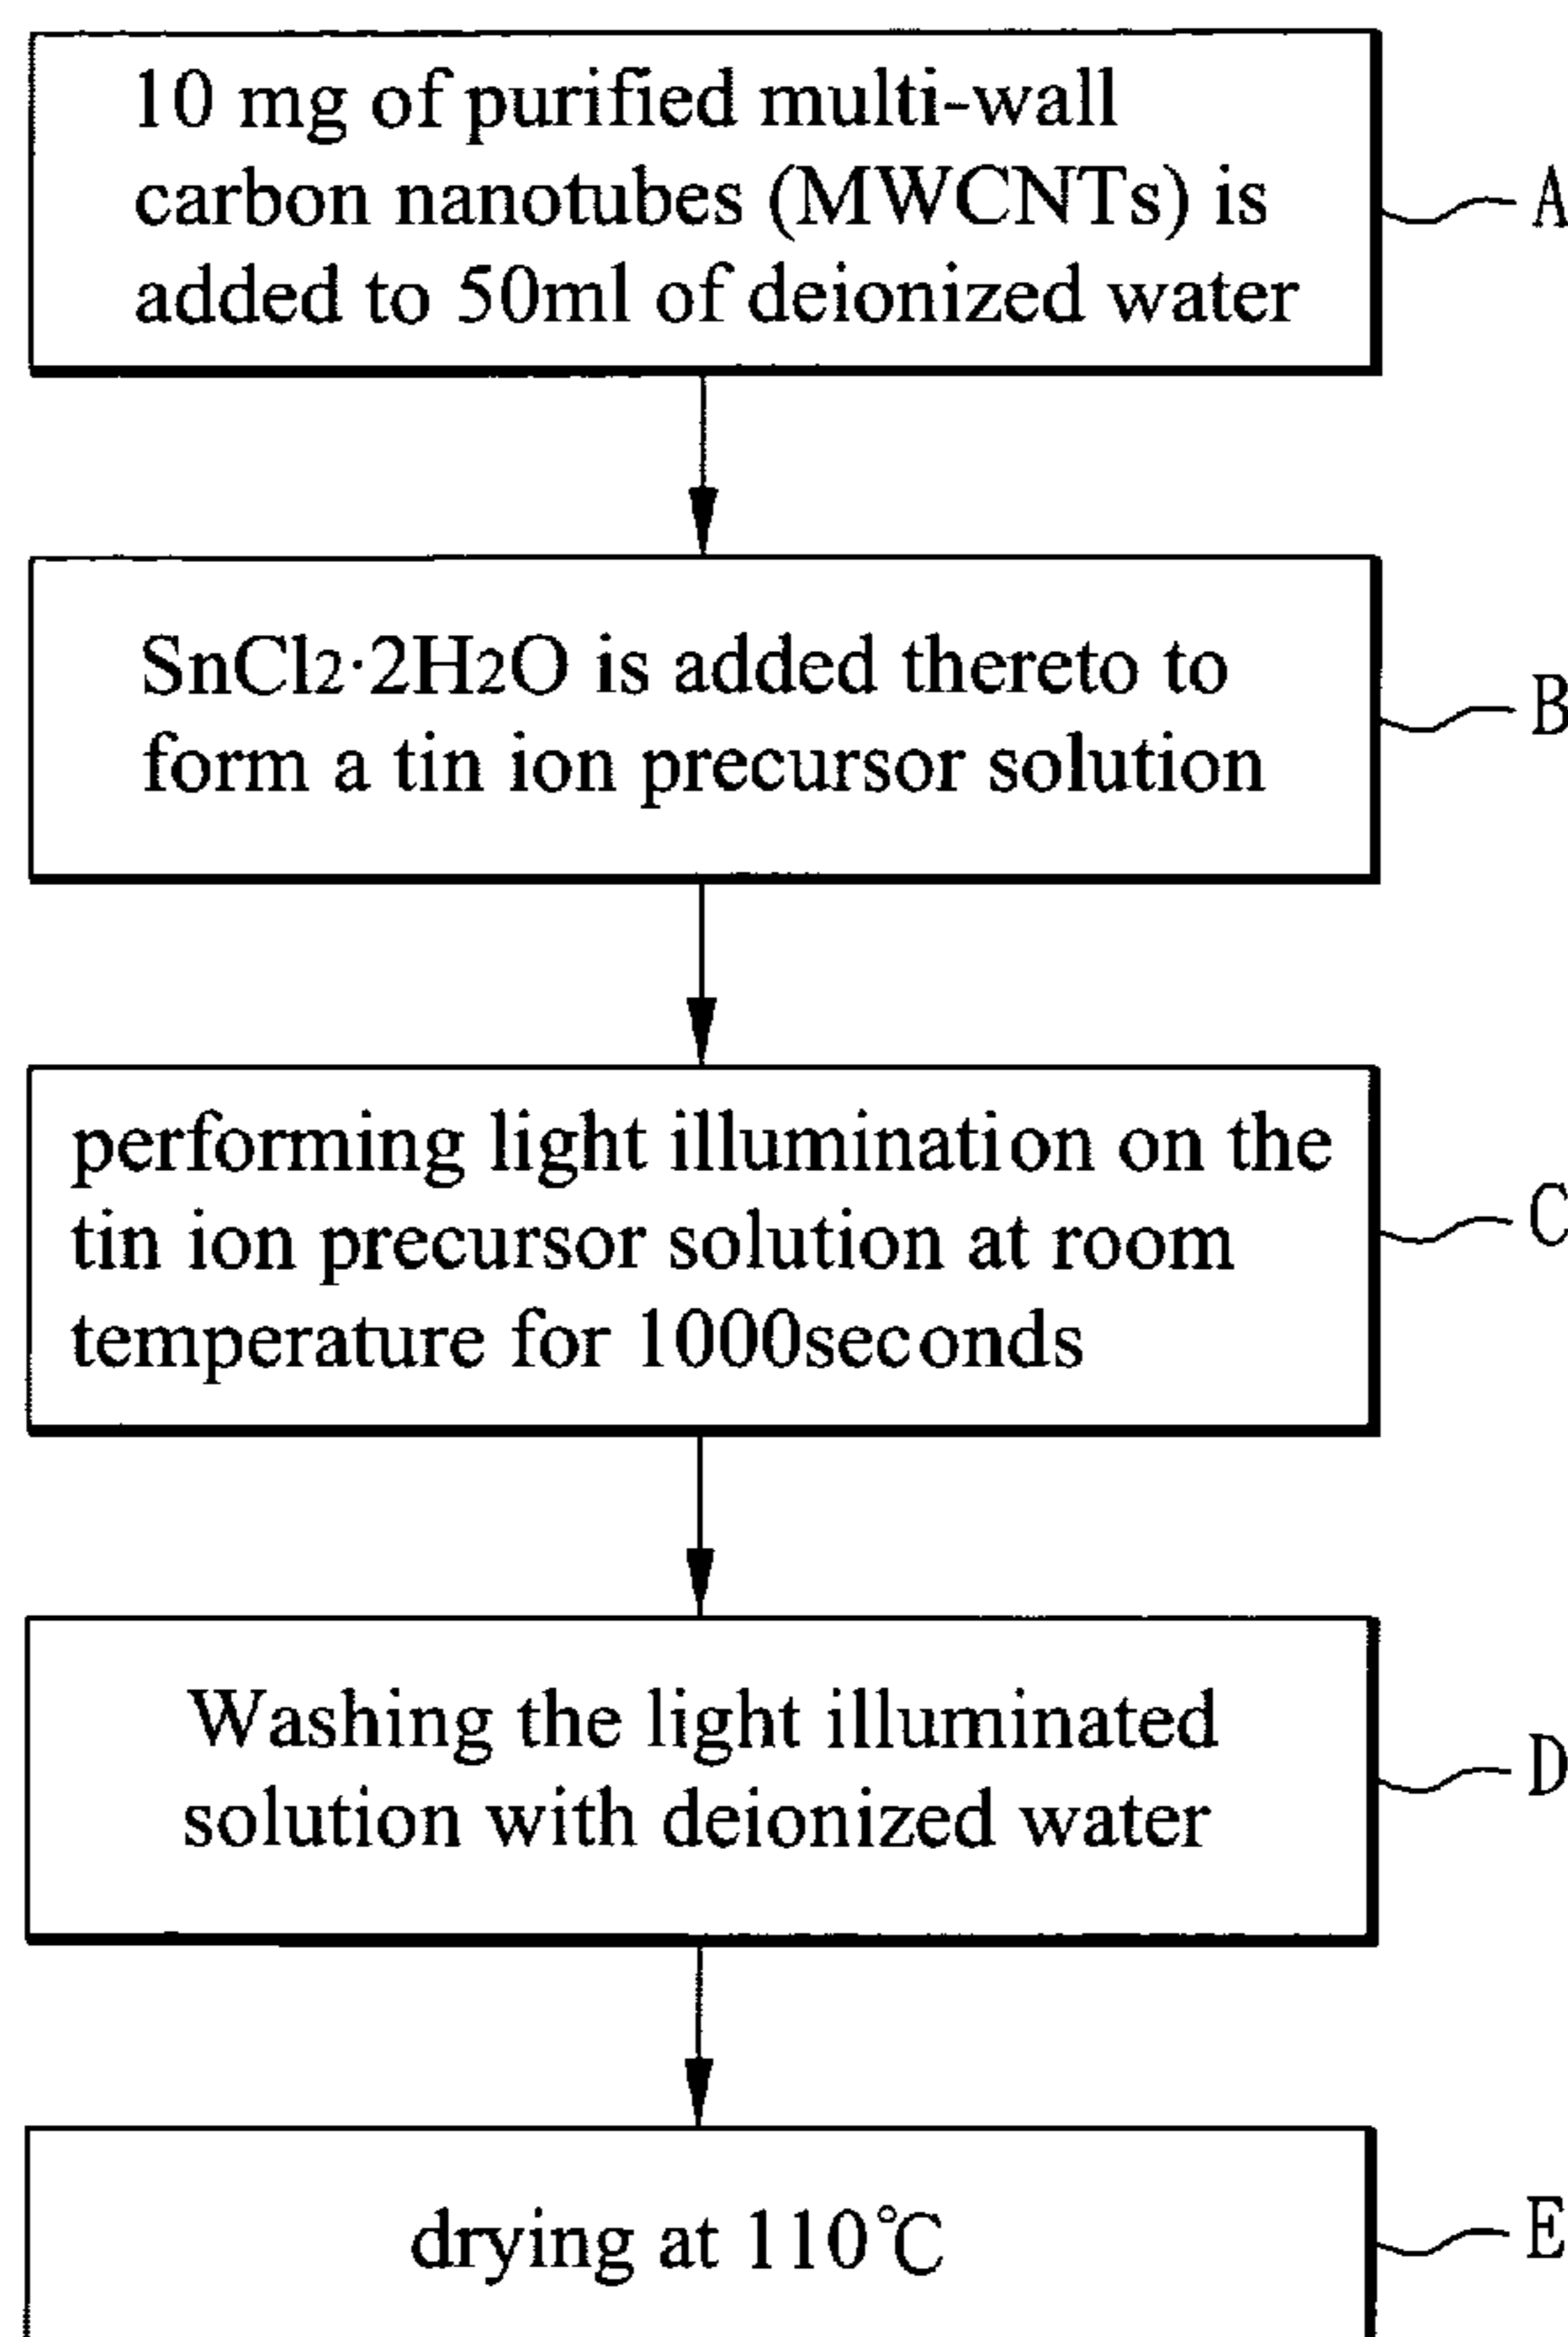 10 mg of purified multi-wall
carbon nanotubes (MWCNTs) is
added to 50ml of deionized water
A
SnCl2·2H2O is added thereto to
form a tin ion precursor solution
B
performing light illumination on the
tin ion precursor solution at room
temperature for 1000seconds
C
Washing the light illuminated
solution with deionized water
D
drying at 110℃
E